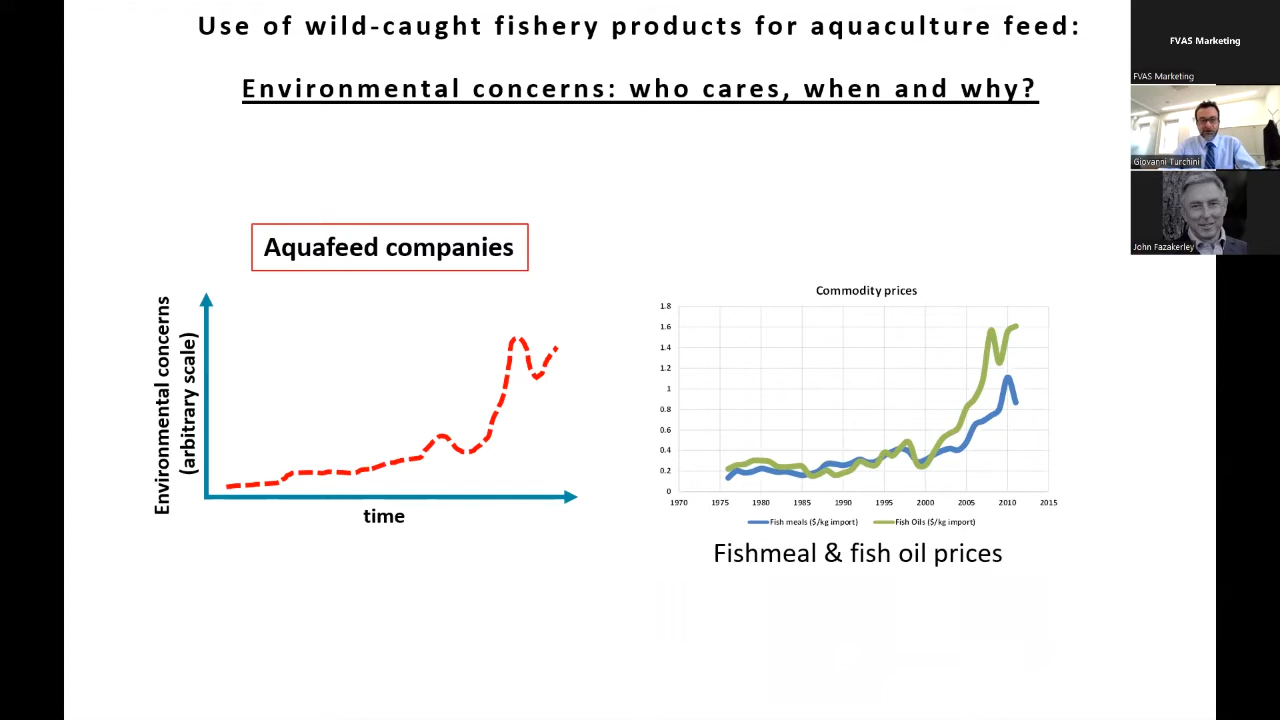 Use of wild-caught fishery products for aquaculture feed:
Environmental concerns: who cares, when and why?
FVAS Marketing
FVAS Marketing
Giovanni Turchini
John Fazakerley
Aquafeed companies
Environmental concerns
(arbitrary scale)
time
Commodity prices
1.8
1.6
1.4
1.2
1
0.8
0.6
0.4
0.2
0
1970 1975 1980 1985 1990 1995 2000 2005 2010 2015
Fish meals ($/kg import) Fish Oils ($/kg import)
Fishmeal & fish oil prices